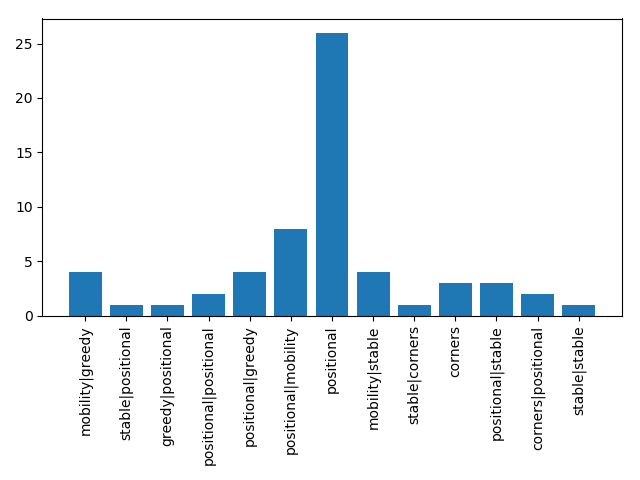 25
20
15
10
5
0
mobility|greedy
stable|positional
greedy|positional
positional|positional
positional|greedy
positional|mobility
positional
mobility|stable
stable|corners
corners
positional|stable
corners|positional
stable|stable